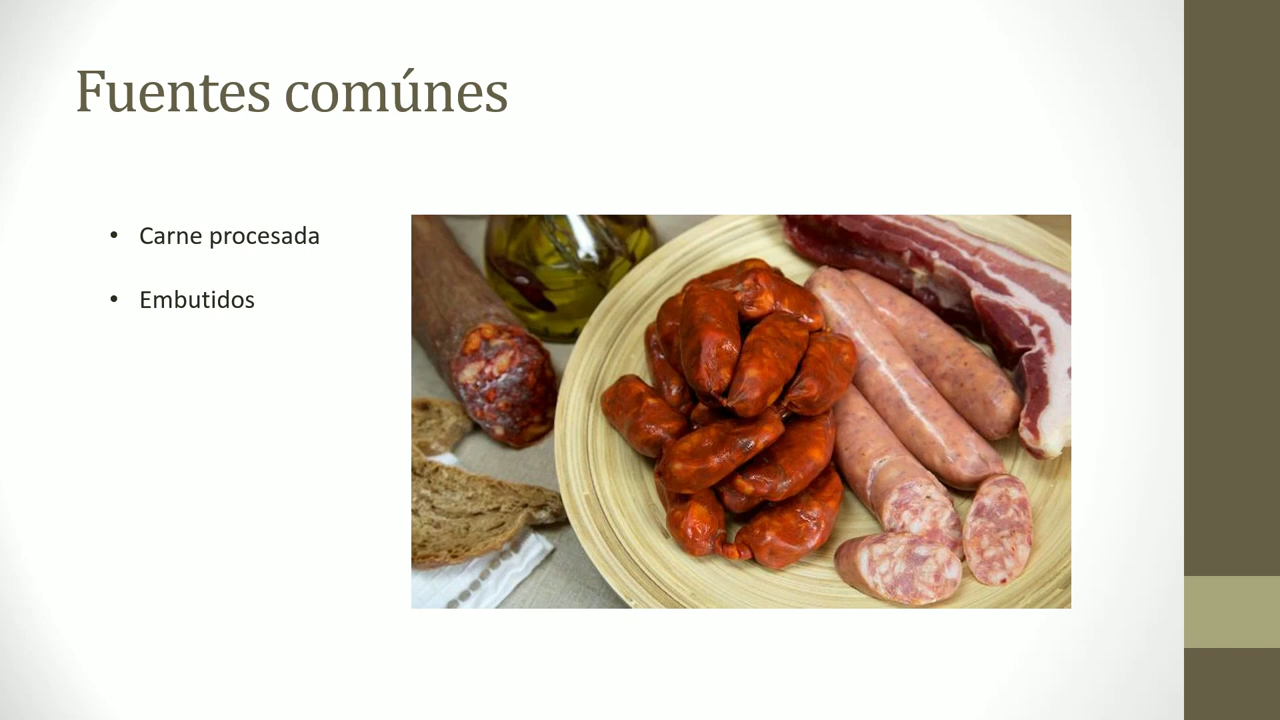 Fuentes comúnes
• Carne procesada
• Embutidos